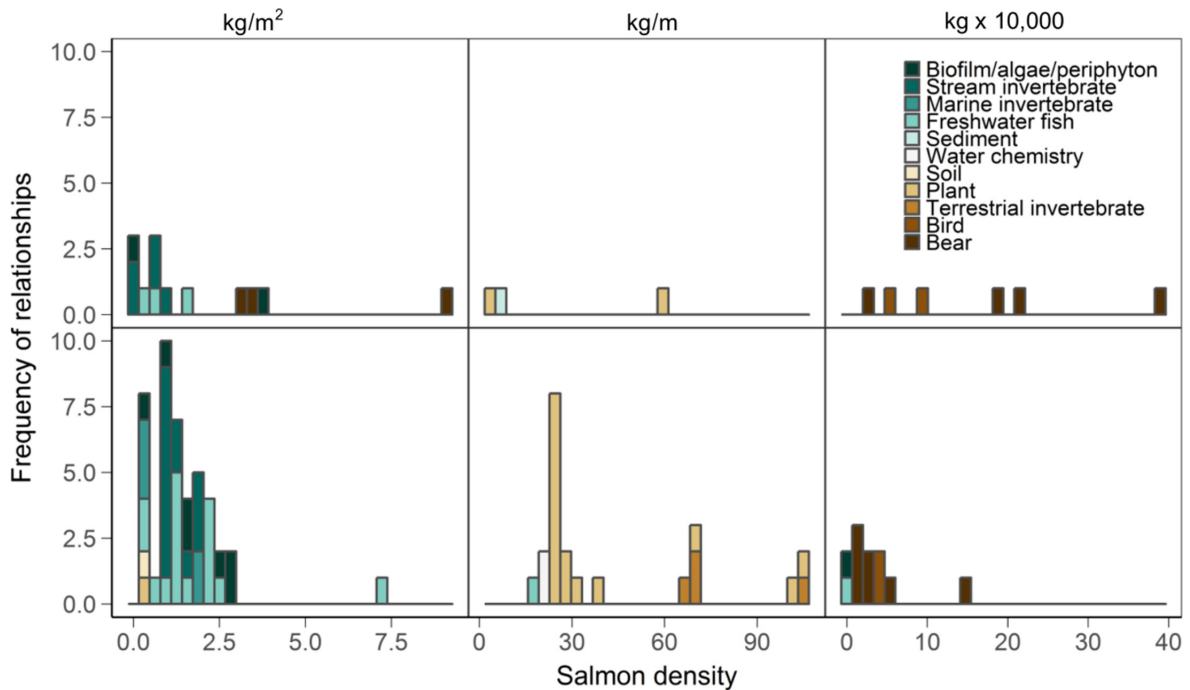 kg/m² kg/m kg x 10,000
10.0
7.5
5.0
2.5
0.0
Biofilm/algae/periphyton
Stream invertebrate
Marine invertebrate
Freshwater fish
Sediment
Water chemistry
Soil
Plant
Terrestrial invertebrate
Bird
Bear
Frequency of relationships
10.0
7.5
5.0
2.5
0.0
0.0 2.5 5.0 7.5 0 30 60 90 0 10 20 30 40
Salmon density